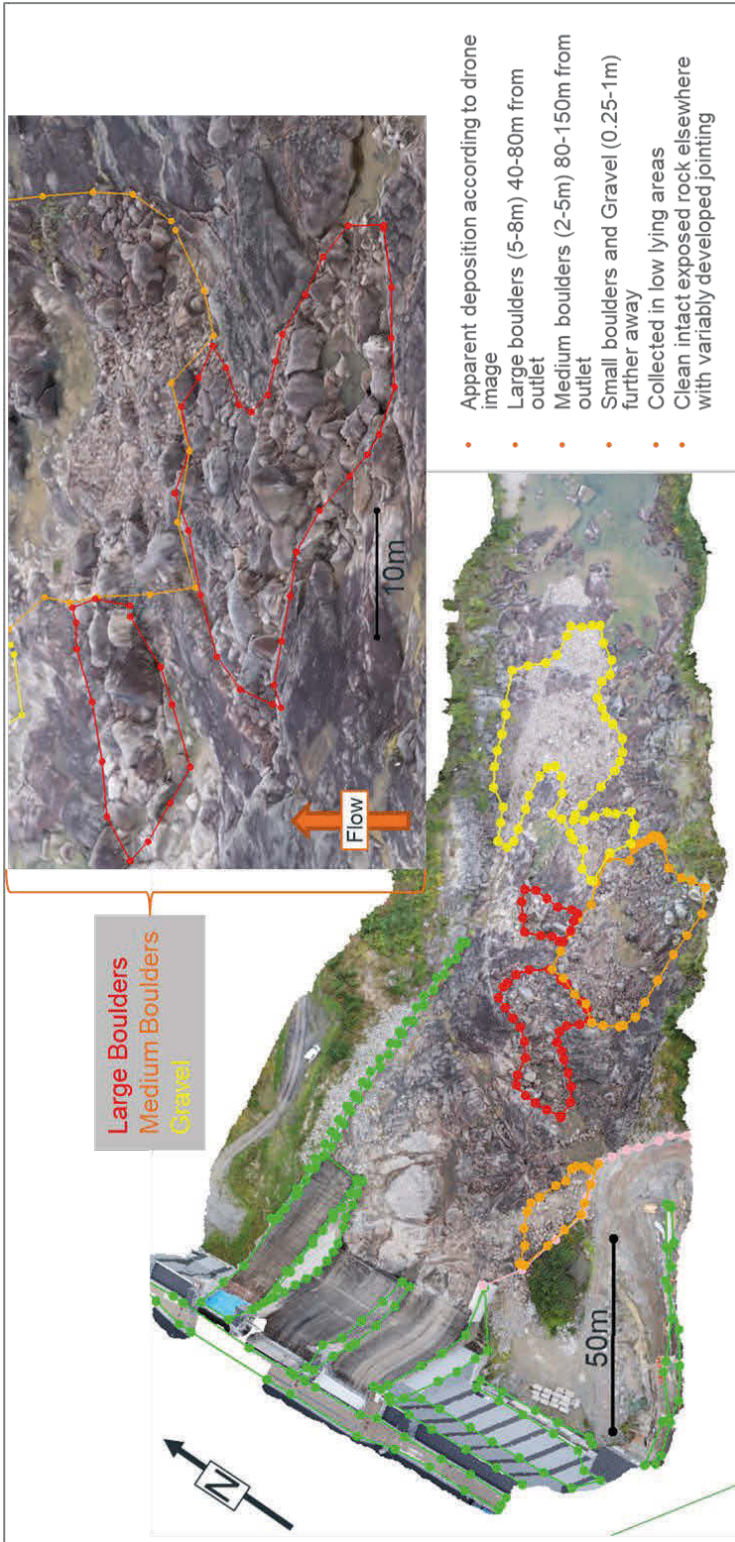 Large Boulders
Medium Boulders
Gravel
Flow
10m
N
50m
• Apparent deposition according to drone
image
• Large boulders (5-8m) 40-80m from
outlet
• Medium boulders (2-5m) 80-150m from
outlet
• Small boulders and Gravel (0.25-1m)
further away
• Collected in low lying areas
• Clean intact exposed rock elsewhere
with variably developed jointing